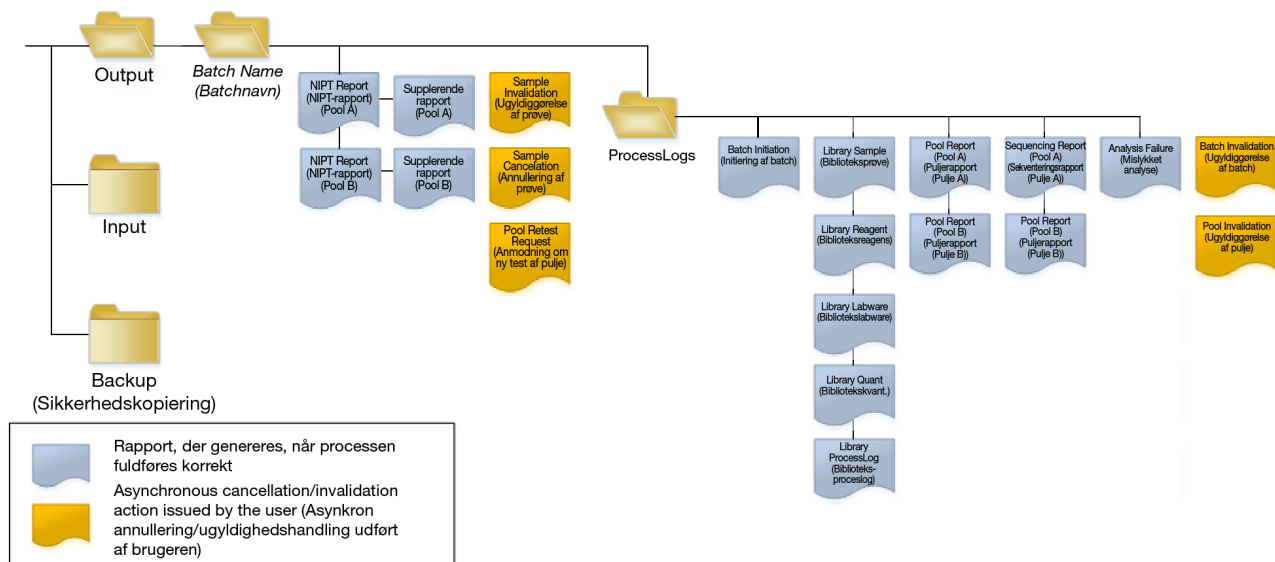 Output
Batch Name
(Batchnavn)
NIPT Report
(NIPT-rapport)
(Pool A)
Supplerende
rapport
(Pool A)
Sample
Invalidation
(Ugyldiggørelse
af prøve)
NIPT Report
(NIPT-rapport)
(Pool B)
Supplerende
rapport
(Pool B)
Sample
Cancelation
(Annullering af
prøve)
Pool Retest
Request
(Anmodning om
ny test af pulje)
ProcessLogs
Batch Initiation
(Initiering af batch)
Library Sample
(Biblioteksprøve)
Pool Report
(Pool A)
(Puljerapport
(Pulje A))
Sequencing Report
(Pool A)
(Sekventeringsrapport
(Pulje A))
Analysis Failure
(Mislykket
analyse)
Batch Invalidation
(Ugyldiggørelse
af batch)
Library Reagent
(Biblioteksreagens)
Pool Report
(Pool B)
(Puljerapport
(Pulje B))
Pool Report
(Pool B)
(Puljerapport
(Pulje B))
Pool Invalidation
(Ugyldiggørelse
af pulje)
Library Labware
(Bibliotekslabware)
Library Quant
(Bibliotekskvant.)
Library
ProcessLog
(Biblioteks-
proceslog)
Input
Backup
(Sikkerhedskopiering)
Rapport, der genereres, når processen
fuldføres korrekt
Asynchronous cancellation/invalidation
action issued by the user (Asynkron
annullering/ugyldighedshandling udført
af brugeren)